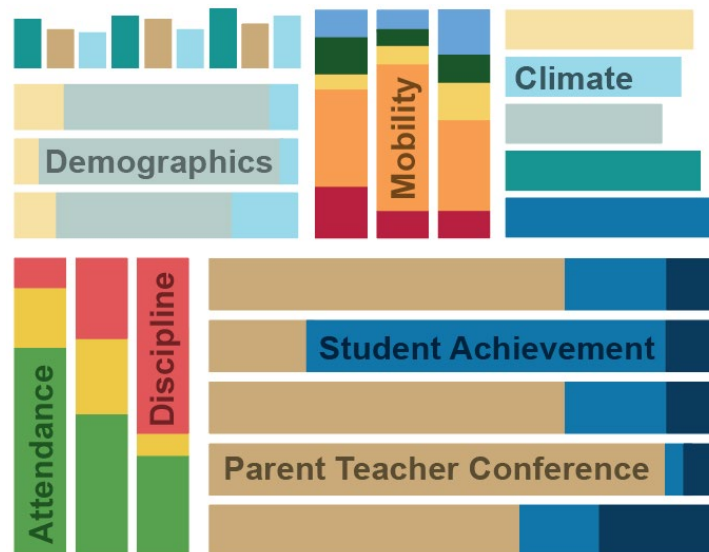 Demographics
Mobility
Climate
Attendance
Discipline
Student Achievement
Parent Teacher Conference